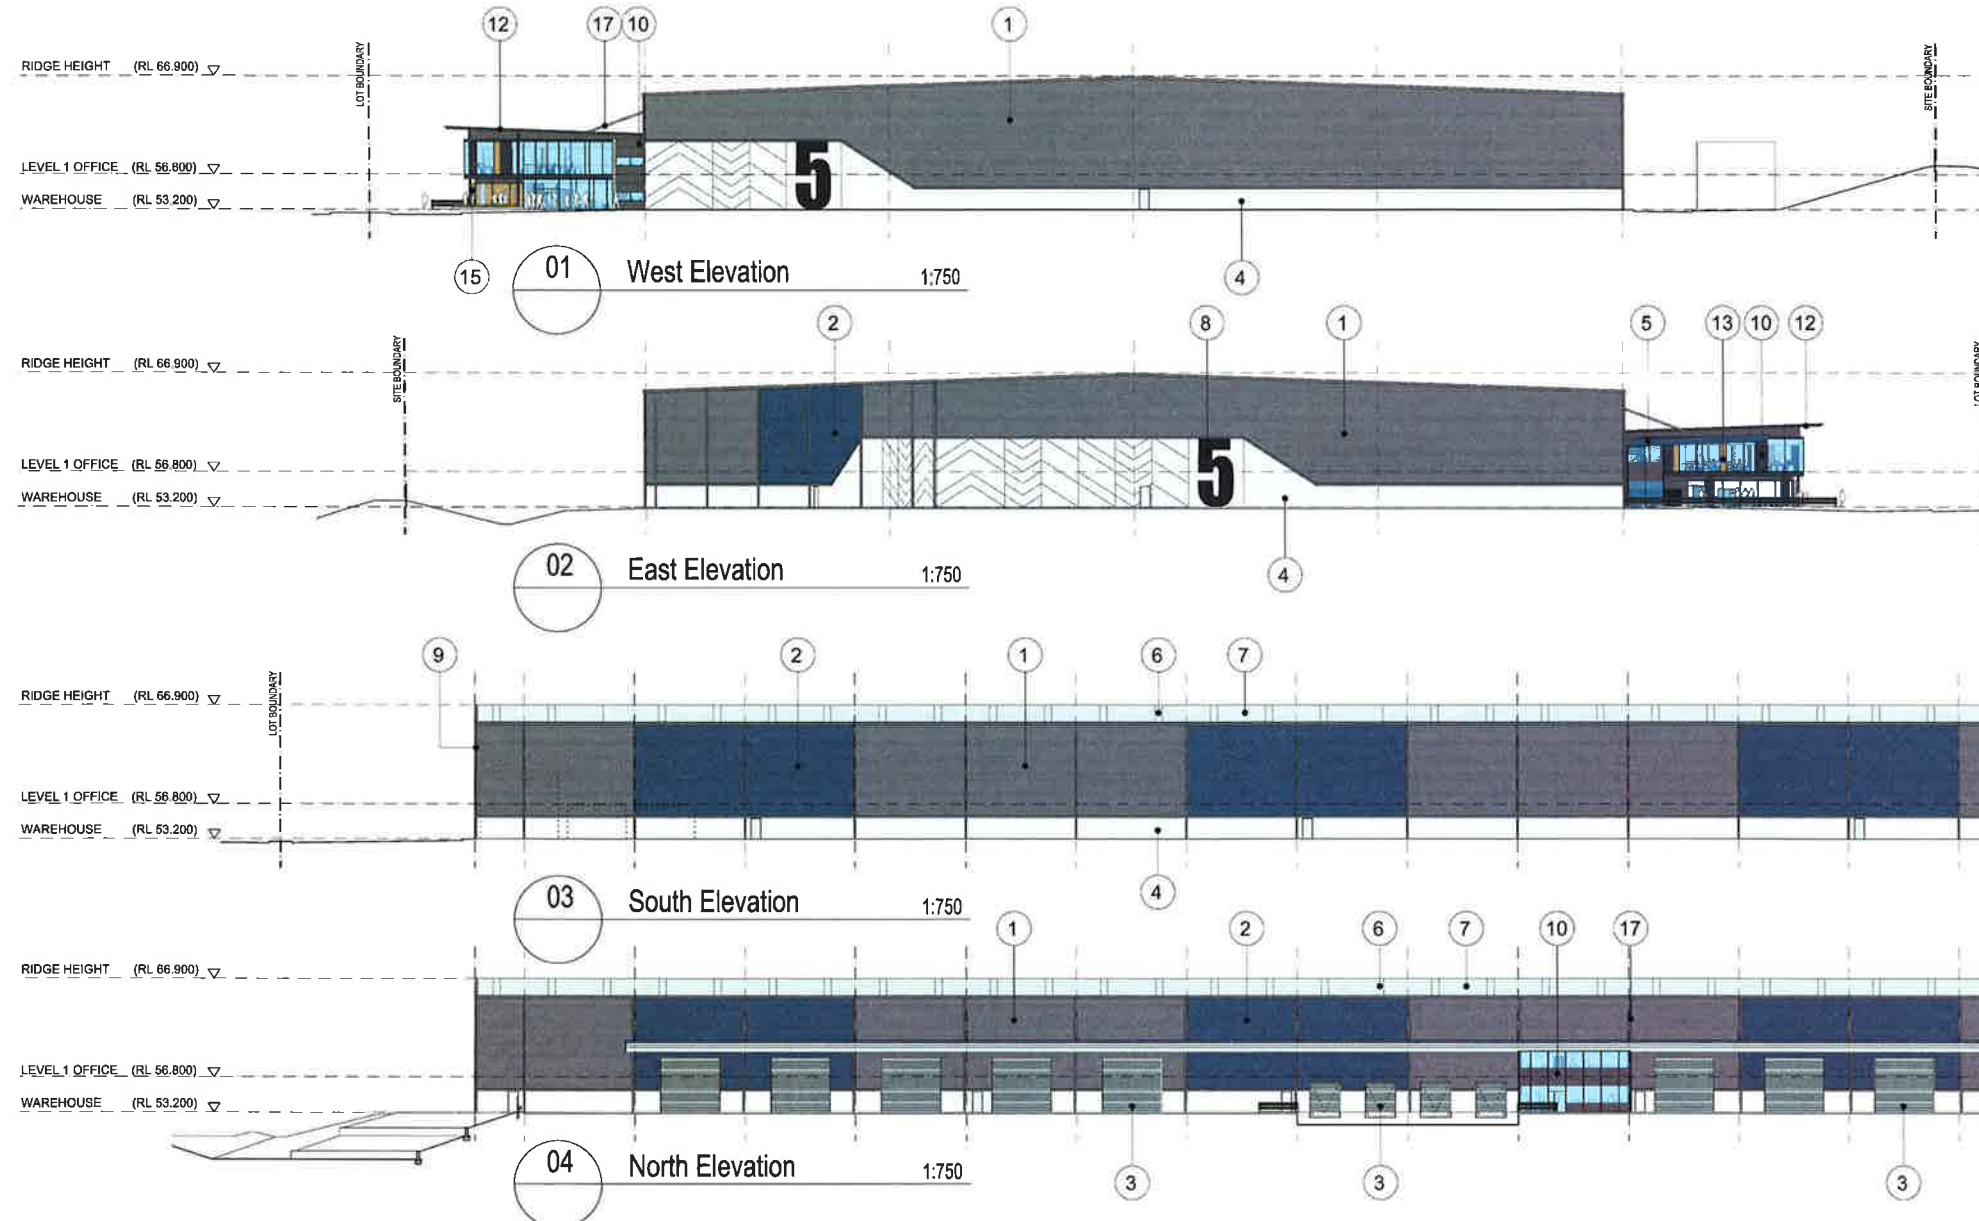 12 17 10 1
RIDGE HEIGHT (RL 66.900)
LOT BOUNDARY
SITE BOUNDARY
LEVEL 1 OFFICE (RL 56.800)
5
WAREHOUSE (RL 53.200)
15
01 West Elevation 1:750
4
2 8 1 5 13 10 12
RIDGE HEIGHT (RL 66.900)
SITE BOUNDARY
LOT BOUNDARY
LEVEL 1 OFFICE (RL 56.800)
5
WAREHOUSE (RL 53.200)
02 East Elevation 1:750
4
9 2 1 6 7
RIDGE HEIGHT (RL 66.900)
LOT BOUNDARY
LEVEL 1 OFFICE (RL 56.800)
WAREHOUSE (RL 53.200)
03 South Elevation 1:750
4
1 2 6 7 10 17
RIDGE HEIGHT (RL 66.900)
LEVEL 1 OFFICE (RL 56.800)
WAREHOUSE (RL 53.200)
04 North Elevation 1:750
3 3 3